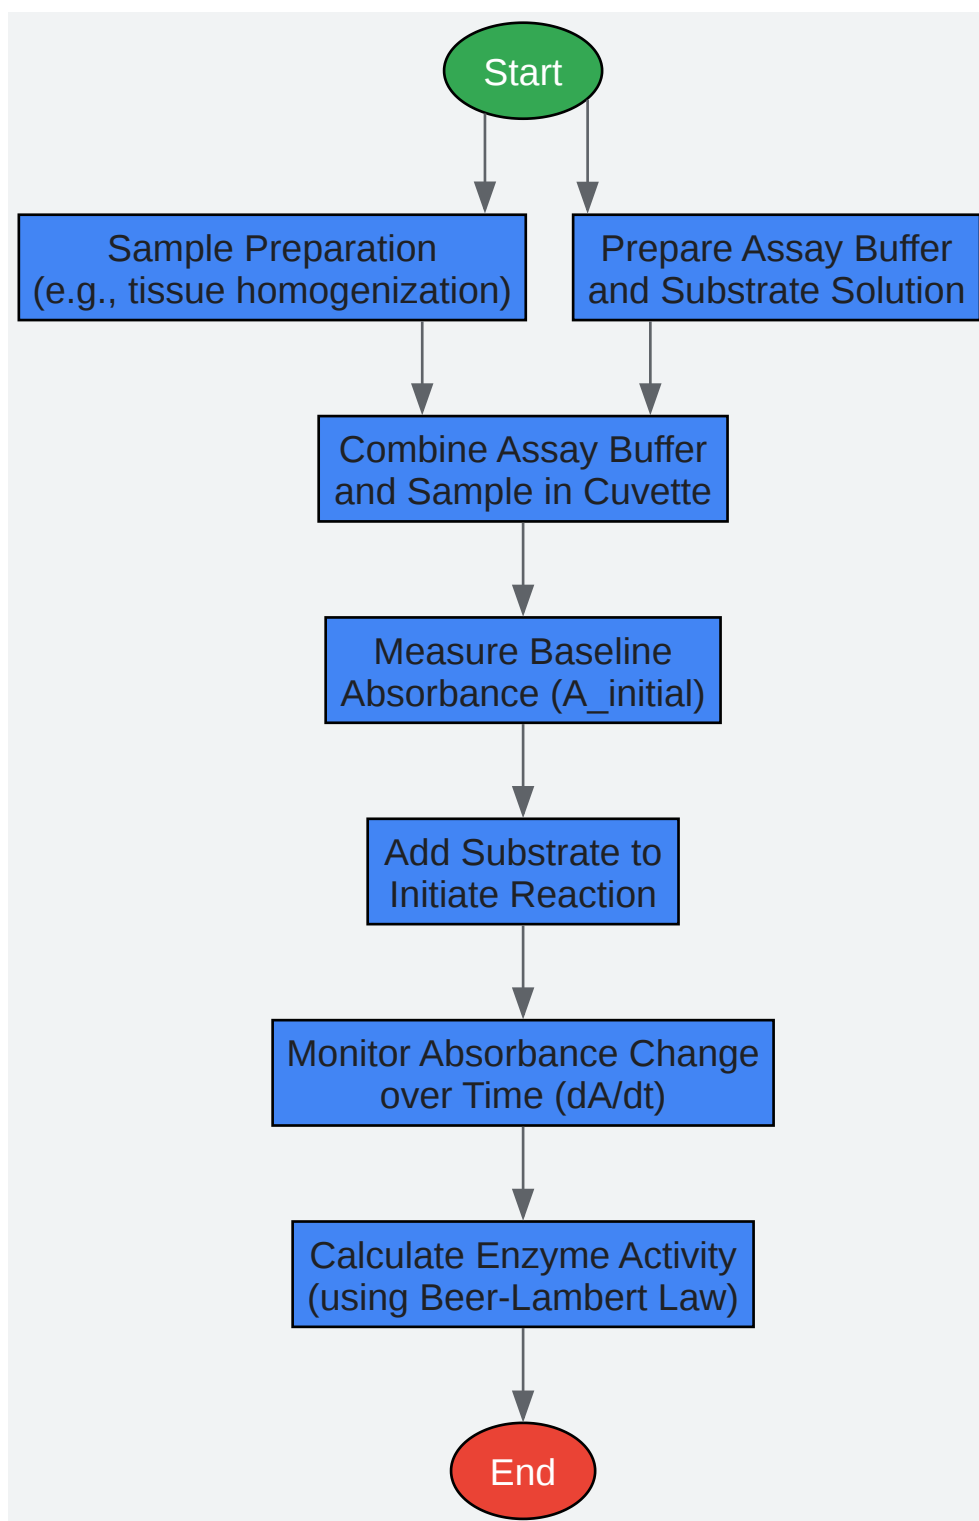 Start
Sample Preparation
(e.g., tissue homogenization)
Prepare Assay Buffer
and Substrate Solution
Combine Assay Buffer
and Sample in Cuvette
Measure Baseline
Absorbance (A_initial)
Add Substrate to
Initiate Reaction
Monitor Absorbance Change
over Time (dA/dt)
Calculate Enzyme Activity
(using Beer-Lambert Law)
End